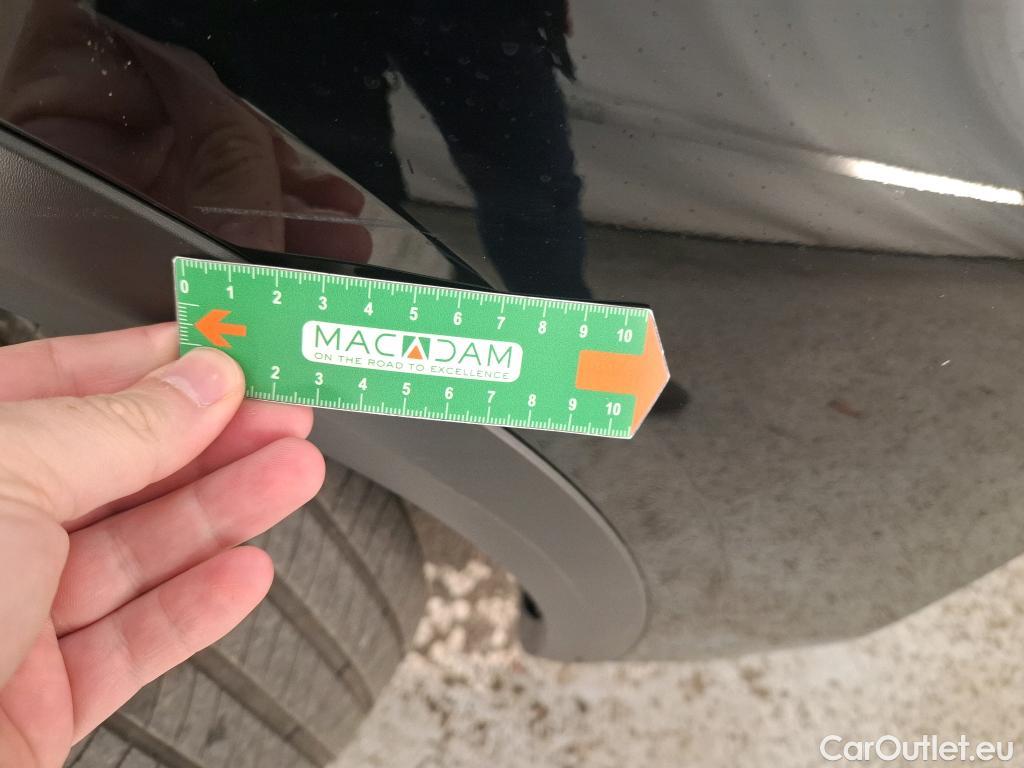 0 1 2 3 4 5 6 7 8 9 10
MACADAM
ON THE ROAD TO EXCELLENCE
2 3 4 5 6 7 8 9 10
CarOutlet.eu